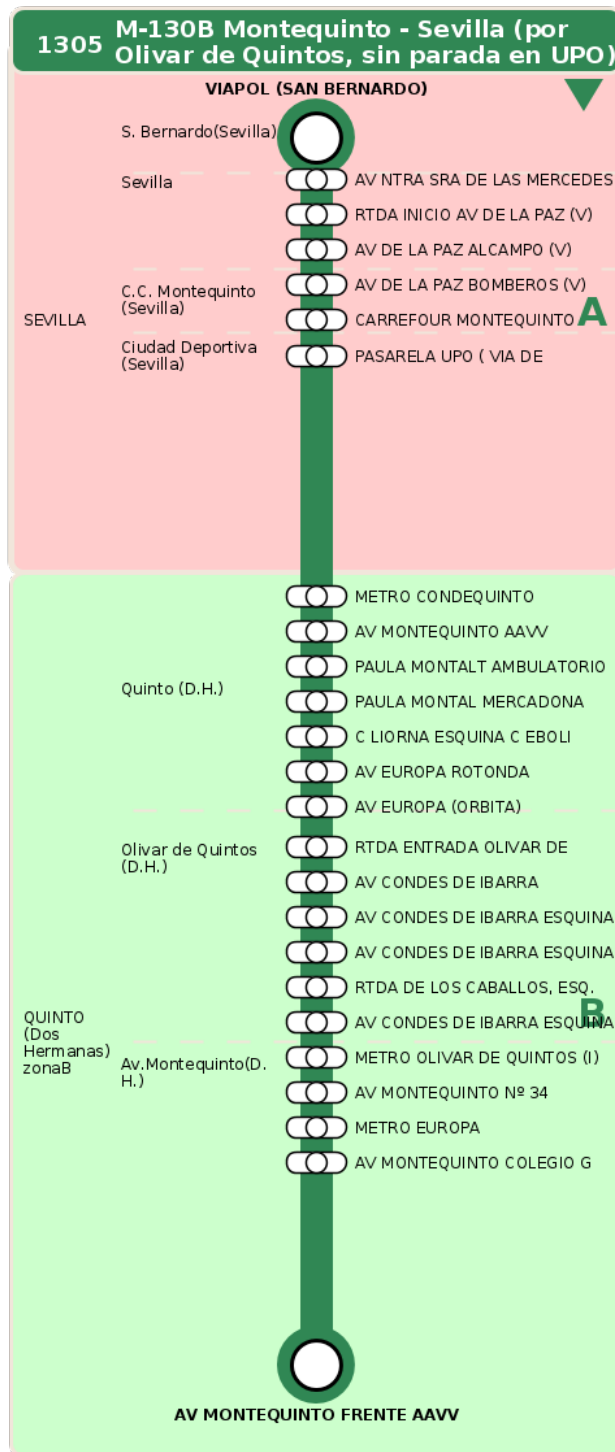 1305
M-130B Montequinto - Sevilla (por
Olivar de Quintos, sin parada en UPO)
VIAPOL (SAN BERNARDO)
S. Bernardo(Sevilla)
Sevilla
AV NTRA SRA DE LAS MERCEDES
RTDA INICIO AV DE LA PAZ (V)
AV DE LA PAZ ALCAMPO (V)
C.C. Montequinto
(Sevilla)
AV DE LA PAZ BOMBEROS (V)
SEVILLA
CARREFOUR MONTEQUINTO
A
Ciudad Deportiva
(Sevilla)
PASARELA UPO ( VIA DE
METRO CONDEQUINTO
AV MONTEQUINTO AAVV
PAULA MONTALT AMBULATORIO
Quinto (D.H.)
PAULA MONTAL MERCADONA
C LIORNA ESQUINA C EBOLI
AV EUROPA ROTONDA
AV EUROPA (ORBITA)
Olivar de Quintos
(D.H.)
RTDA ENTRADA OLIVAR DE
AV CONDES DE IBARRA
AV CONDES DE IBARRA ESQUINA
AV CONDES DE IBARRA ESQUINA
RTDA DE LOS CABALLOS, ESQ.
B
QUINTO
(Dos
Hermanas)
zonaB
AV CONDES DE IBARRA ESQUINA
Av.Montequinto(D.
H.)
METRO OLIVAR DE QUINTOS (I)
AV MONTEQUINTO Nº 34
METRO EUROPA
AV MONTEQUINTO COLEGIO G
AV MONTEQUINTO FRENTE AAVV